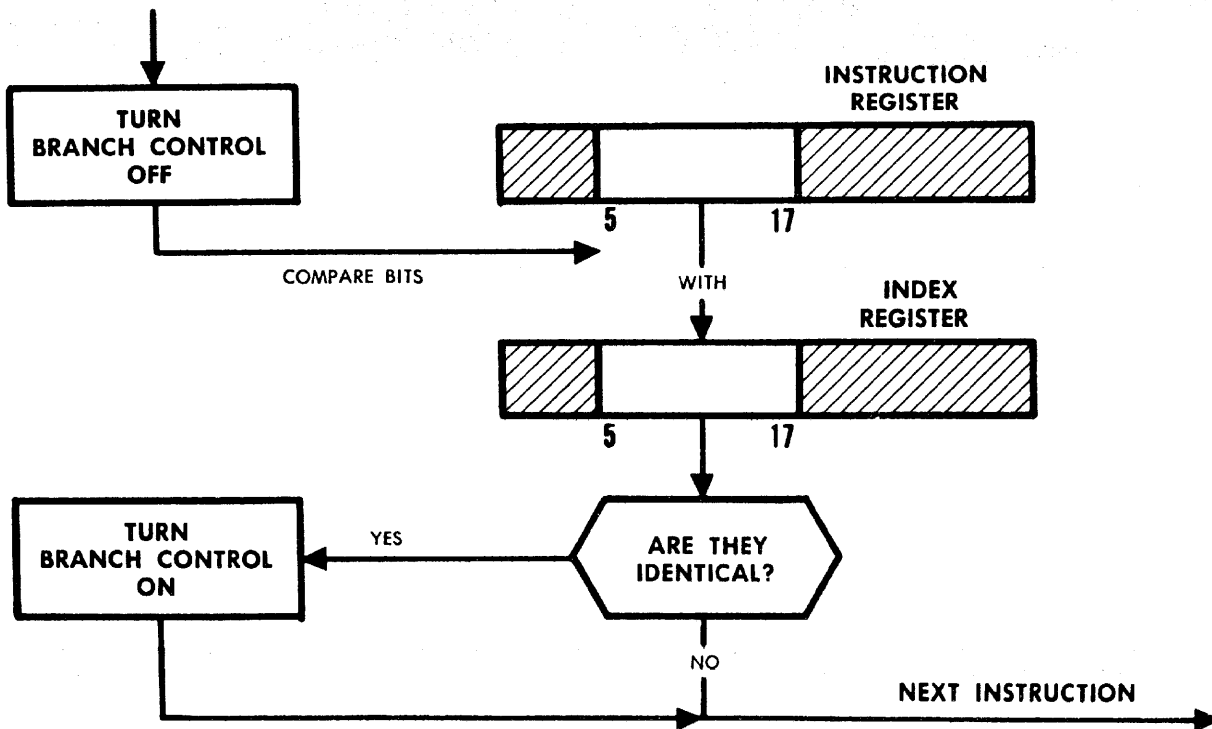 TURN
BRANCH CONTROL
OFF
INSTRUCTION
REGISTER
5 17
COMPARE BITS
WITH
INDEX
REGISTER
5 17
ARE THEY
IDENTICAL?
YES
TURN
BRANCH CONTROL
ON
NO
NEXT INSTRUCTION